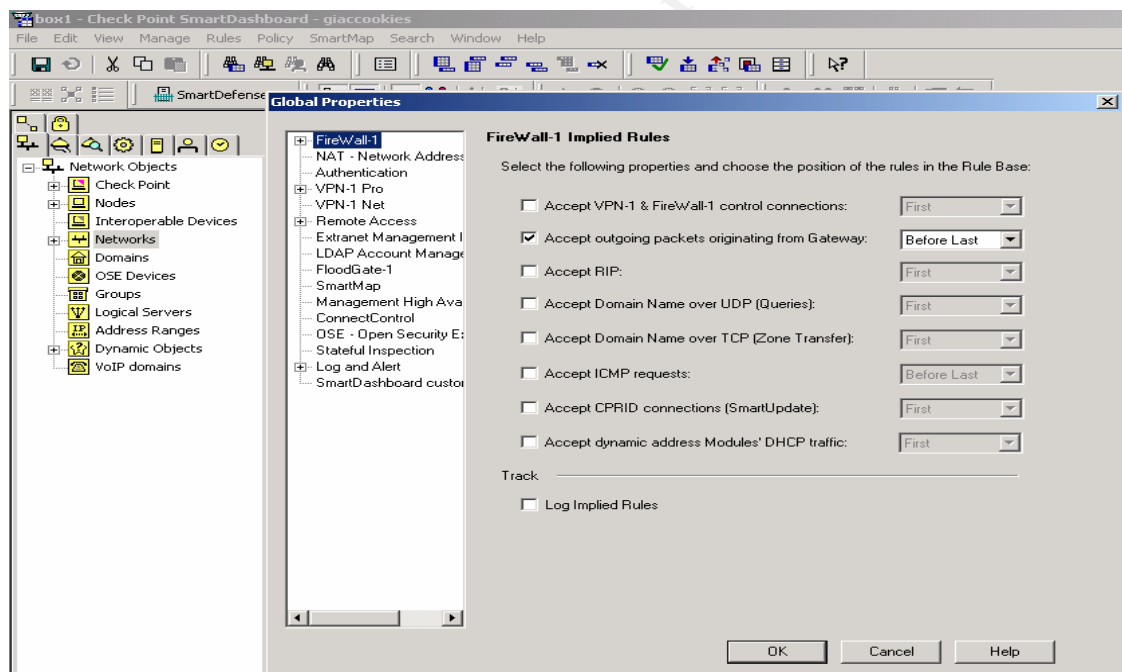 box1 - Check Point SmartDashboard - giaccookies
File Edit View Manage Rules Policy SmartMap Search Window Help
SmartDefense
Global Properties
Network Objects
Check Point
Nodes
Interoperable Devices
Networks
Domains
OSE Devices
Groups
Logical Servers
Address Ranges
Dynamic Objects
VoIP domains
FireWall-1
NAT - Network Address
Authentication
VPN-1 Pro
VPN-1 Net
Remote Access
Extranet Management I
LDAP Account Manage
FloodGate-1
SmartMap
Management High Ava
ConnectControl
OSE - Open Security E
Stateful Inspection
Log and Alert
SmartDashboard custor
FireWall-1 Implied Rules
Select the following properties and choose the position of the rules in the Rule Base:
Accept VPN-1 & FireWall-1 control connections: First
Accept outgoing packets originating from Gateway: Before Last
Accept RIP: First
Accept Domain Name over UDP (Queries): First
Accept Domain Name over TCP (Zone Transfer): First
Accept ICMP requests: Before Last
Accept CPRID connections (SmartUpdate): First
Accept dynamic address Modules' DHCP traffic: First
Track
Log Implied Rules
OK Cancel Help